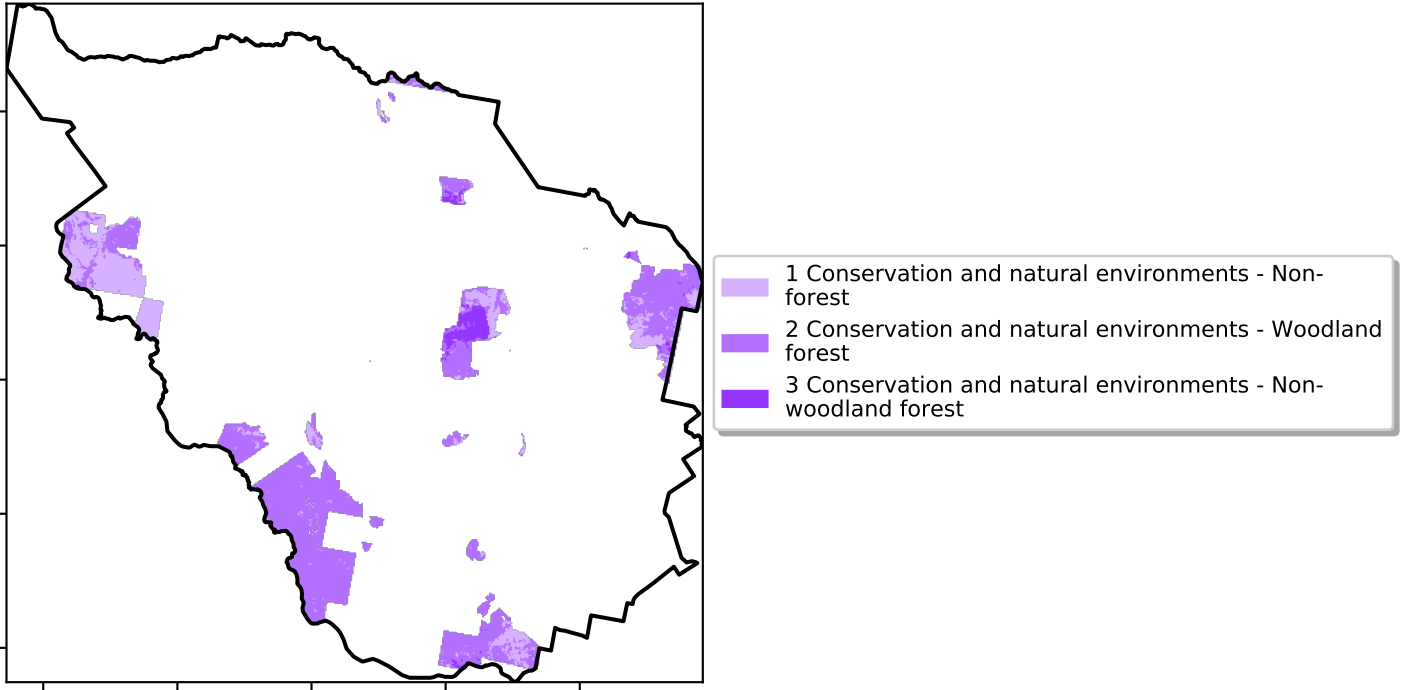 1 Conservation and natural environments - Non-
forest
2 Conservation and natural environments - Woodland
forest
3 Conservation and natural environments - Non-
woodland forest